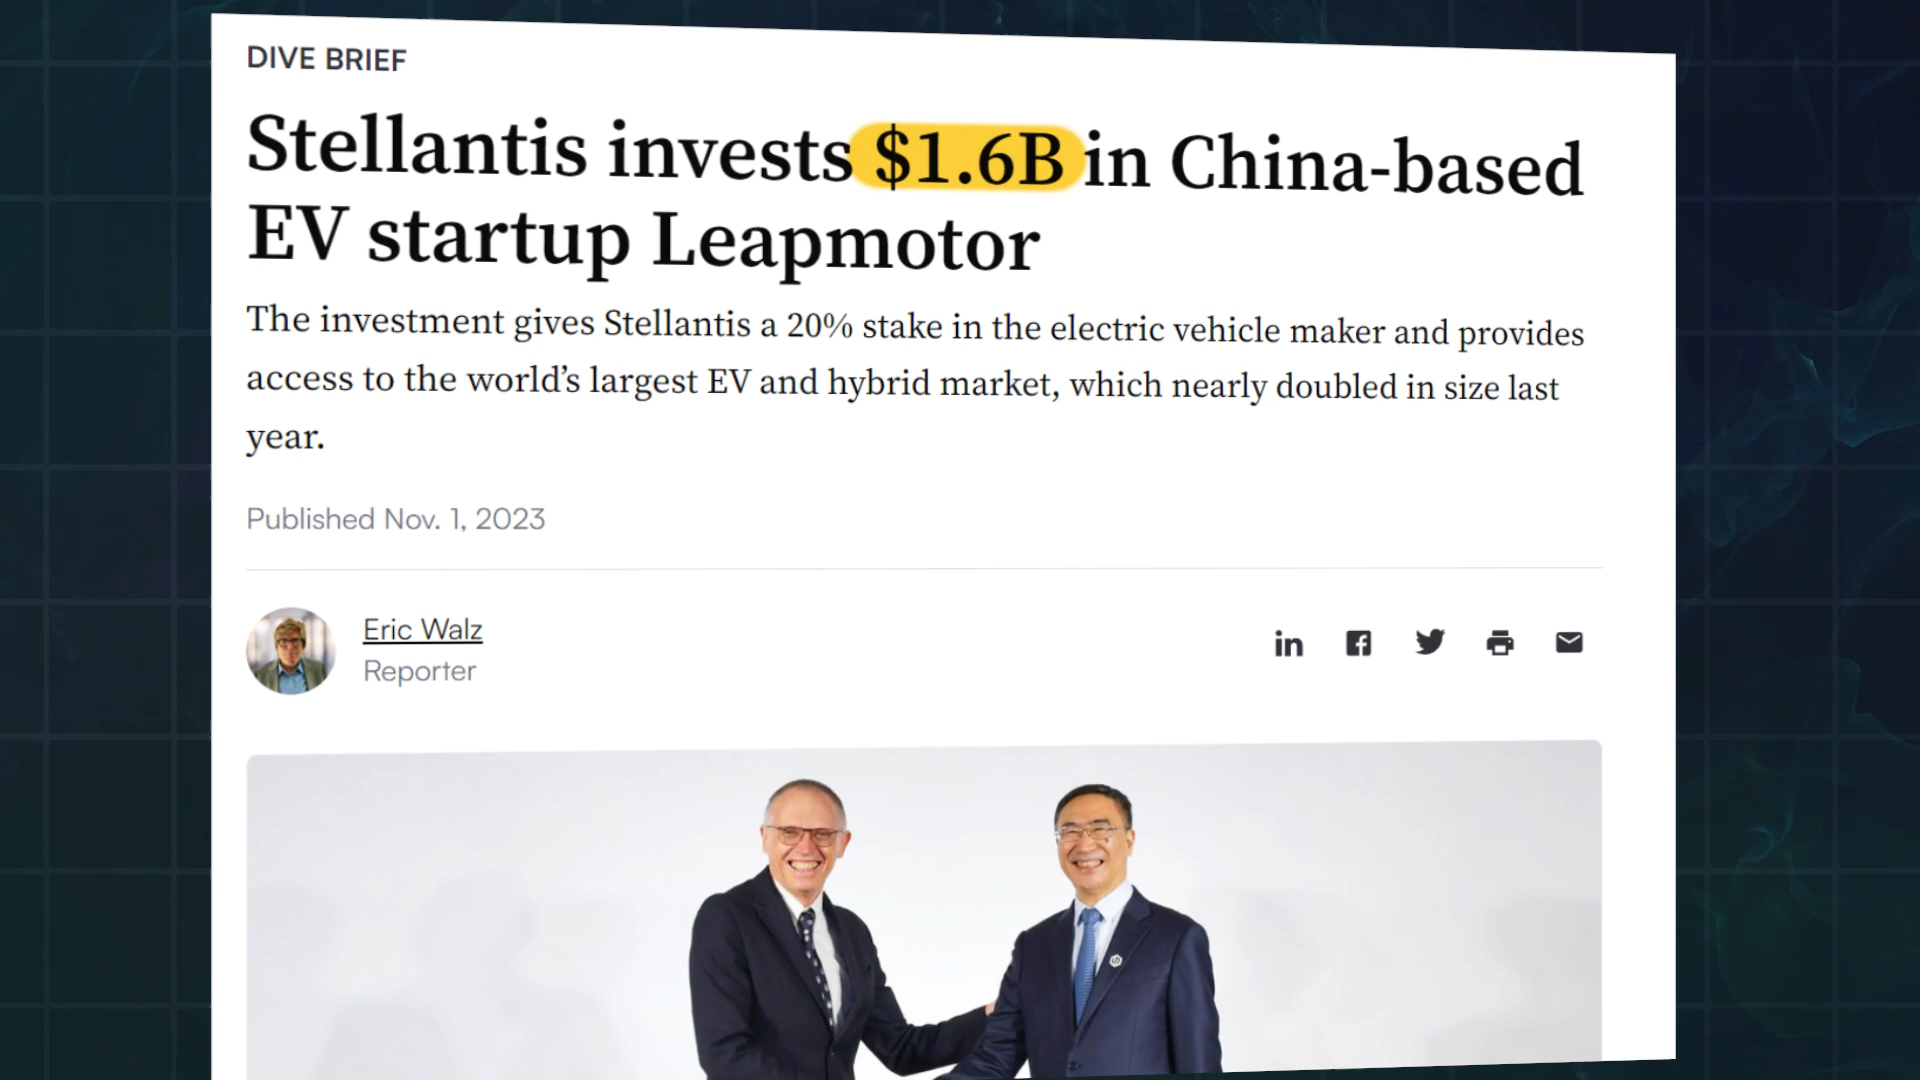 DIVE BRIEF
Stellantis invests $1.6B in China-based
EV startup Leapmotor
The investment gives Stellantis a 20% stake in the electric vehicle maker and provides
access to the world’s largest EV and hybrid market, which nearly doubled in size last
year.
Published Nov. 1, 2023
Eric Walz
Reporter